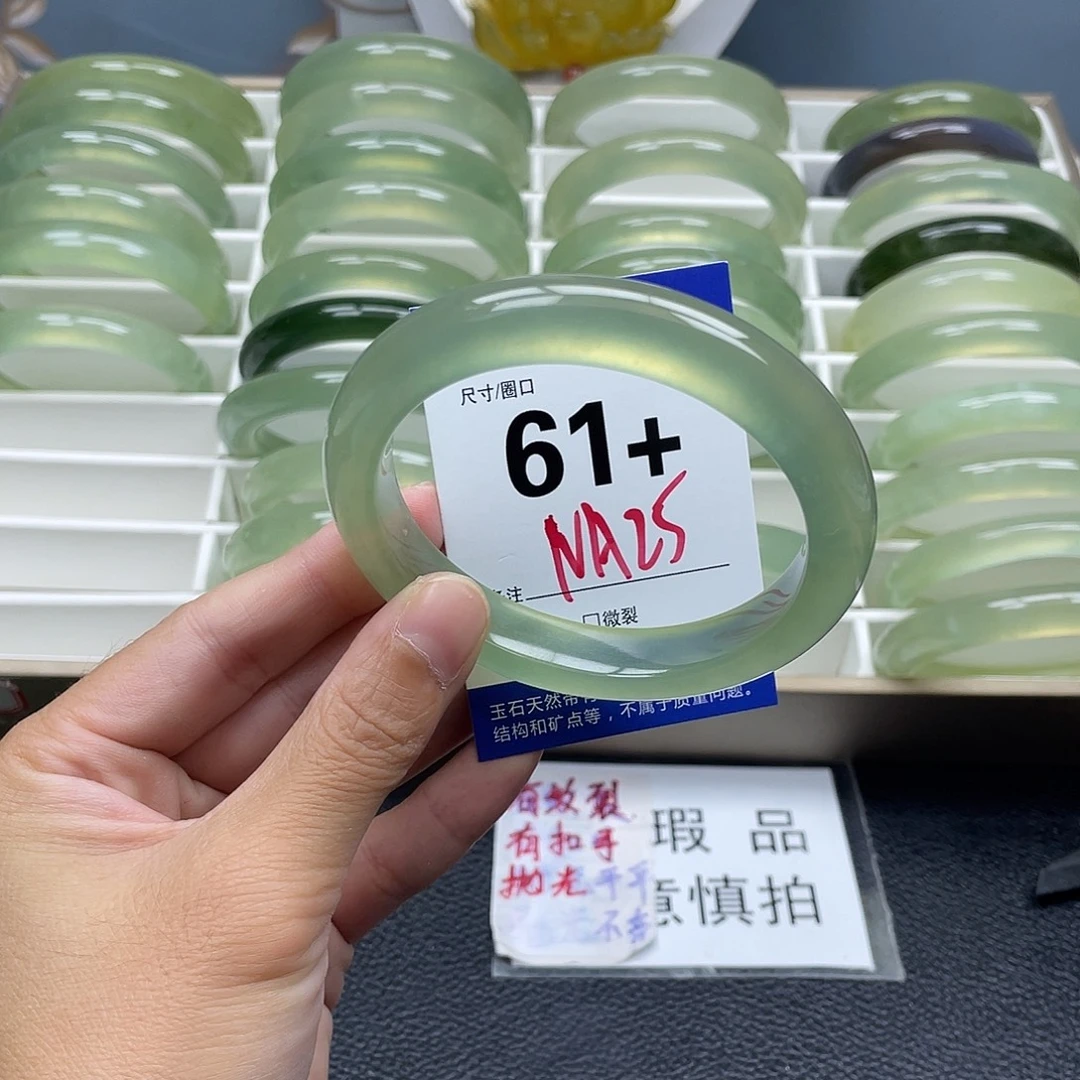 尺寸/圈口
61+
NA25
注
口微裂
玉石天然带
结构和矿点等，不属于质量问题。
有纹裂
有扣手
抛光
瑕 品
意慎拍